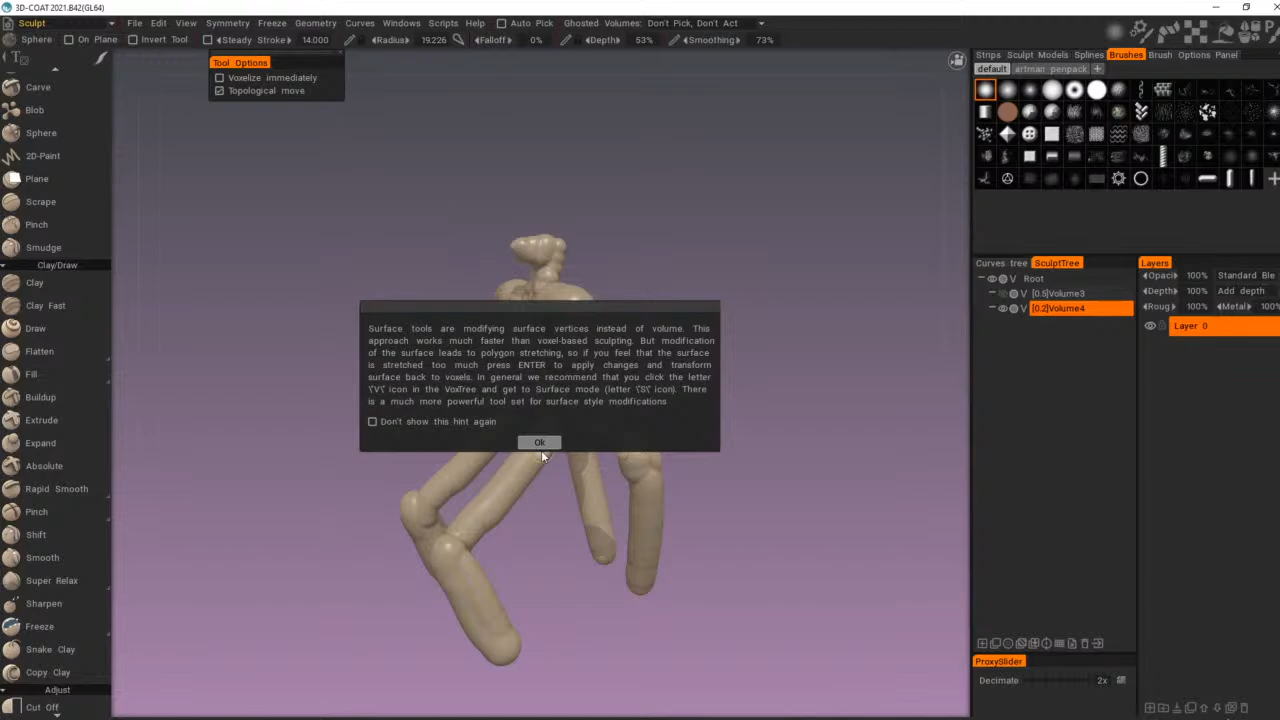 3D-COAT 2021.B42(GL64)
Sculpt File Edit View Symmetry Freeze Geometry Curves Windows Scripts Help Auto Pick Ghosted Volumes: Don't Pick, Don't Act
Sphere On Plane Invert Tool Steady Stroke 14.000 Radius 19.226 Falloff 0% Depth 53% Smoothing 73%
Tool Options
Voxelize immediately
Topological move
Carve
Blob
Sphere
2D-Paint
Plane
Scrape
Pinch
Smudge
Clay/Draw
Clay
Clay Fast
Draw
Flatten
Fill
Buildup
Extrude
Expand
Absolute
Rapid Smooth
Pinch
Shift
Smooth
Super Relax
Sharpen
Freeze
Snake Clay
Copy Clay
Adjust
Cut Off
Surface tools are modifying surface vertices instead of volume. This
approach works much faster than voxel-based sculpting. But modification
of the surface leads to polygon stretching, so if you feel that the surface
is stretched too much press ENTER to apply changes and transform
surface back to voxels. In general we recommend that you click the letter
\'V\' icon in the VoxTree and get to Surface mode (letter \'S\' icon). There
is a much more powerful tool set for surface style modifications
Don't show this hint again
Ok
Strips Sculpt Models Splines Brushes Brush Options Panel
default artman penpack +
Curves tree SculptTree
V Root
V [0.5]Volume3
V [0.2]Volume4
Layers
Opaci 100% Standard Ble
Depth 100% Add depth
Roug 100% Metal 100%
Layer 0
ProxySlider
Decimate 2x